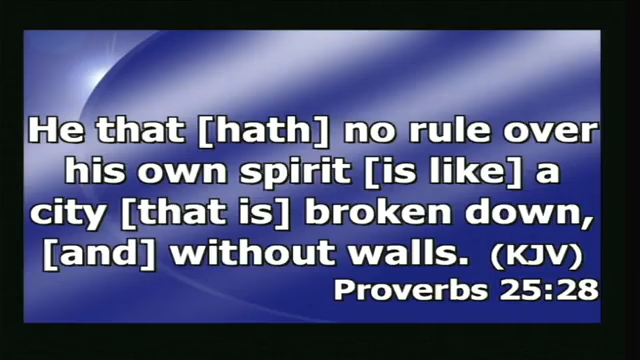 He that [hath] no rule over
his own spirit [is like] a
city [that is] broken down,
[and] without walls. (KJV)
Proverbs 25:28